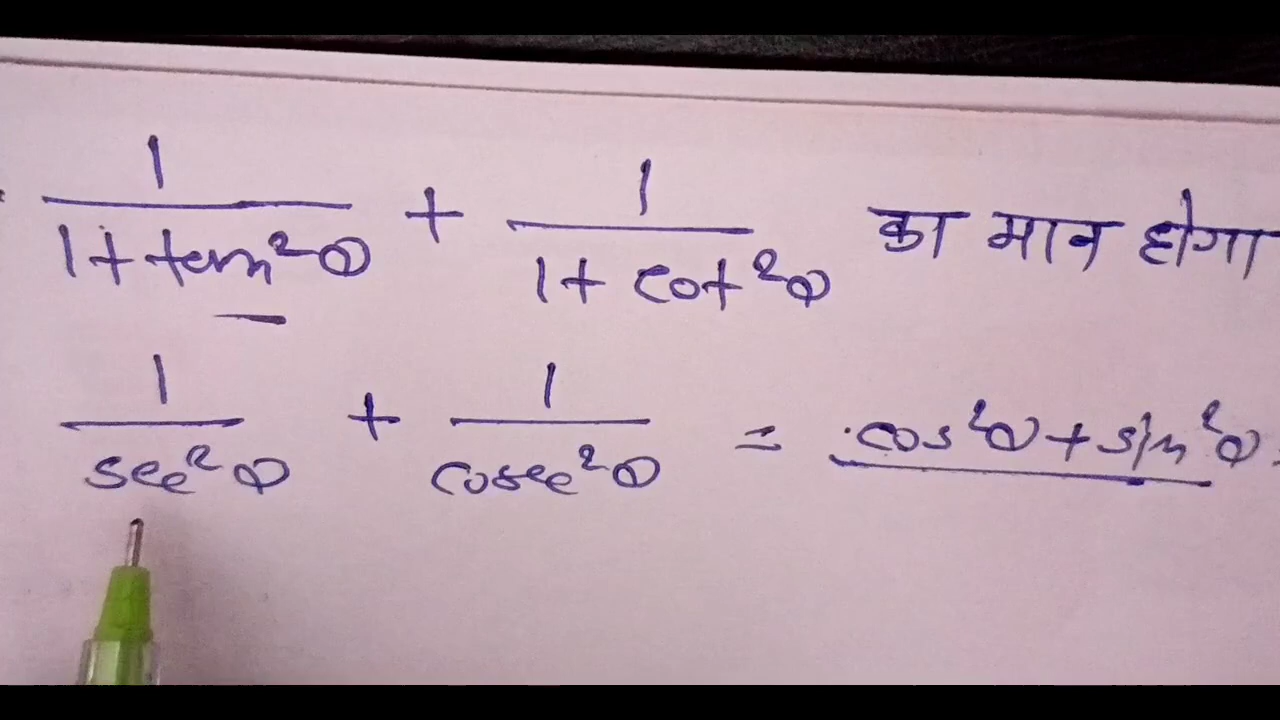 1/(1+tan²θ) + 1/(1+cot²θ) का मान होगा
1/sec²θ + 1/cosec²θ = cos²θ+sin²θ